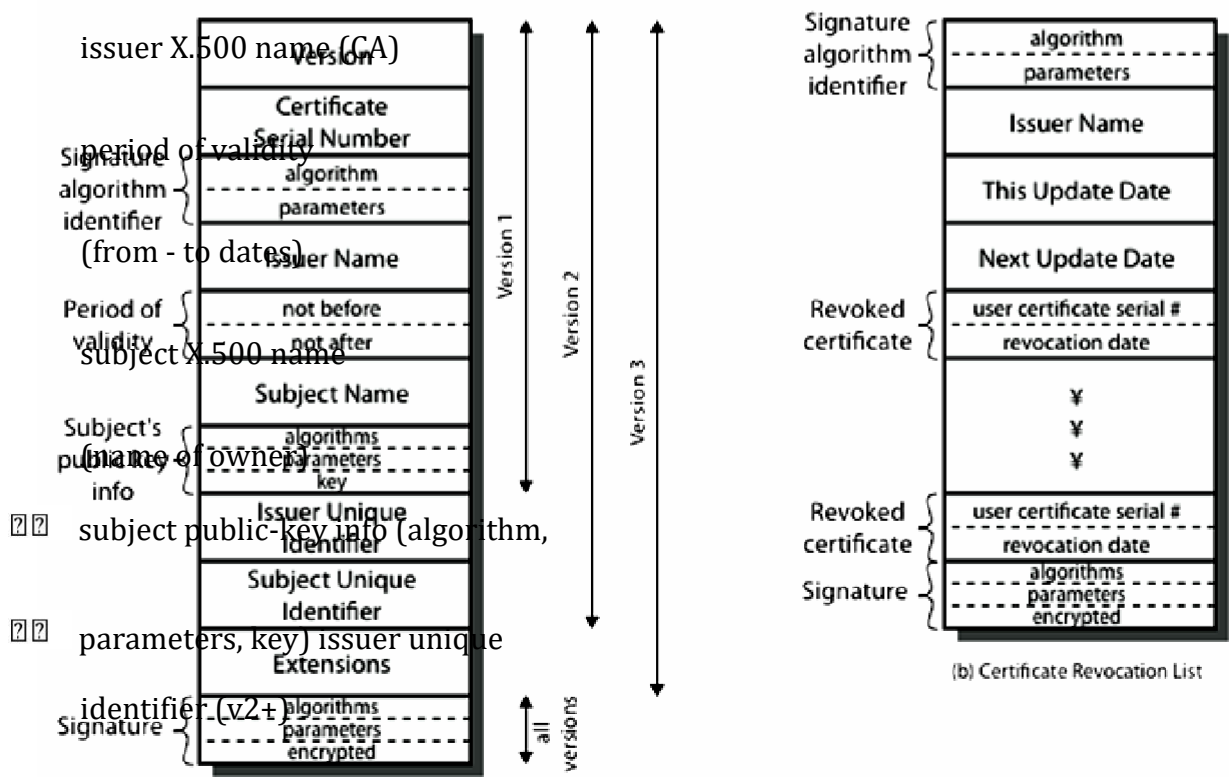 issuer X.500 name (CA)
period of validity
(from - to dates)
subject X.500 name
(name of owner)
subject public-key info (algorithm,
parameters, key) issuer unique
identifier (v2+) -
Version
Certificate
Serial Number
Signature
algorithm
identifier
algorithm
parameters
Issuer Name
Period of
validity
not before
not after
Subject Name
Subject's
public key
info
algorithms
parameters
key
Issuer Unique
Identifier
Subject Unique
Identifier
Extensions
Signature
algorithms
parameters
encrypted
Version 1
Version 2
Version 3
all
versions
Signature
algorithm
identifier
algorithm
parameters
Issuer Name
This Update Date
Next Update Date
Revoked
certificate
user certificate serial #
revocation date
¥
¥
¥
Revoked
certificate
user certificate serial #
revocation date
Signature
algorithms
parameters
encrypted
(b) Certificate Revocation List